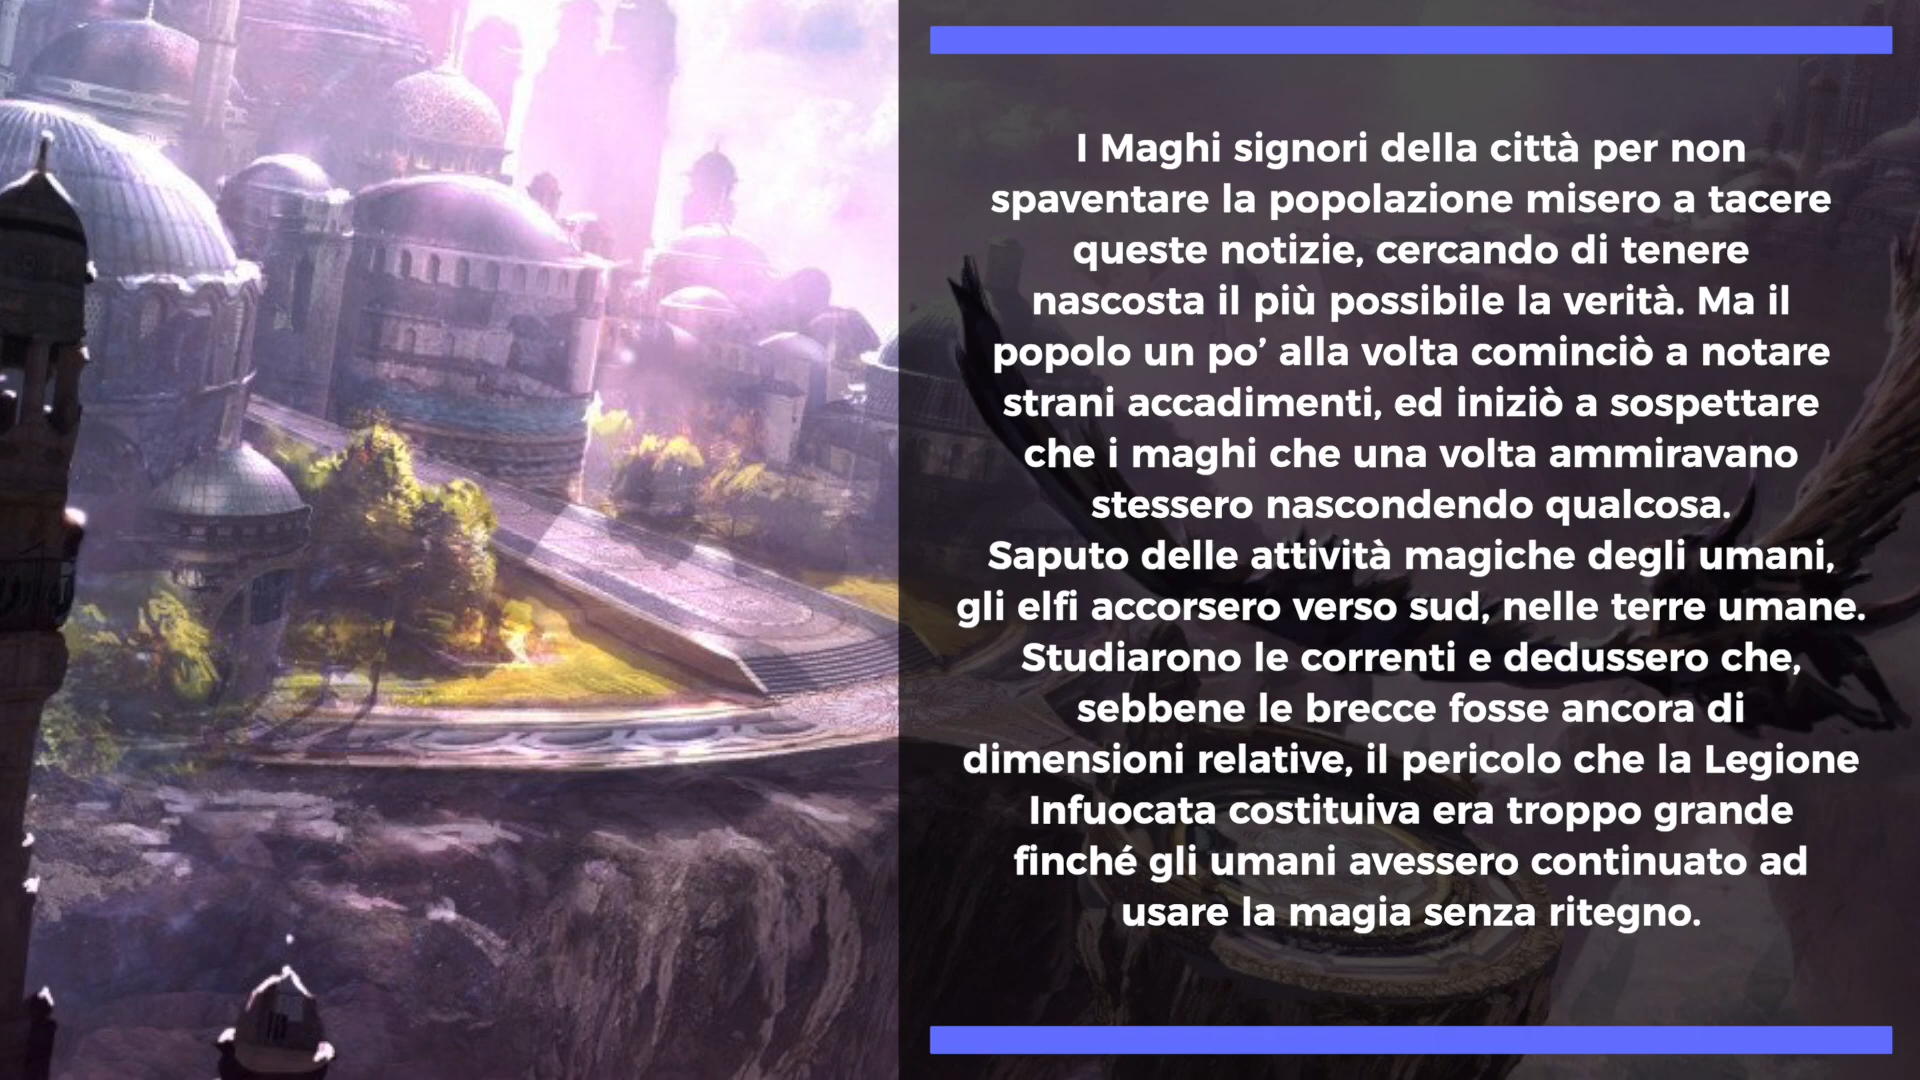 I Maghi signori della città per non
spaventare la popolazione misero a tacere
queste notizie, cercando di tenere
nascosta il più possibile la verità. Ma il
popolo un po’ alla volta cominciò a notare
strani accadimenti, ed iniziò a sospettare
che i maghi che una volta ammiravano
stessero nascondendo qualcosa.
Saputo delle attività magiche degli umani,
gli elfi accorsero verso sud, nelle terre umane.
Studiarono le correnti e dedussero che,
sebbene le brecce fosse ancora di
dimensioni relative, il pericolo che la Legione
Infuocata costituiva era troppo grande
finché gli umani avessero continuato ad
usare la magia senza ritegno.